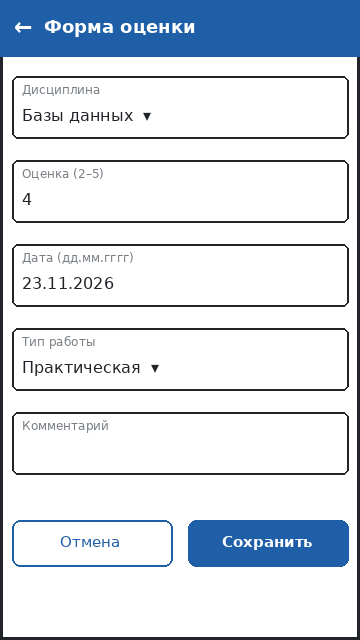 ← Форма оценки
Дисциплина
Базы данных ▼
Оценка (2–5)
4
Дата (дд.мм.гггг)
23.11.2026
Тип работы
Практическая ▼
Комментарий
Отмена
Сохранить